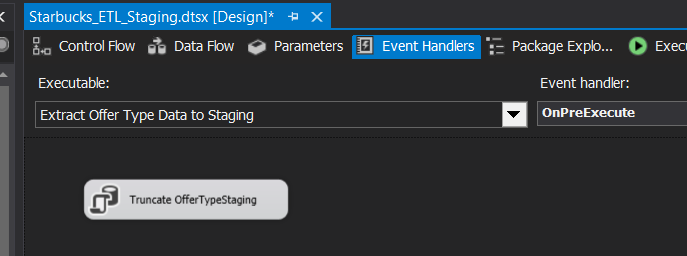 Starbucks_ETL_Staging.dtsx [Design]*
Control Flow Data Flow Parameters Event Handlers Package Explo... Execu
Executable: Event handler:
Extract Offer Type Data to Staging OnPreExecute
Truncate OfferTypeStaging